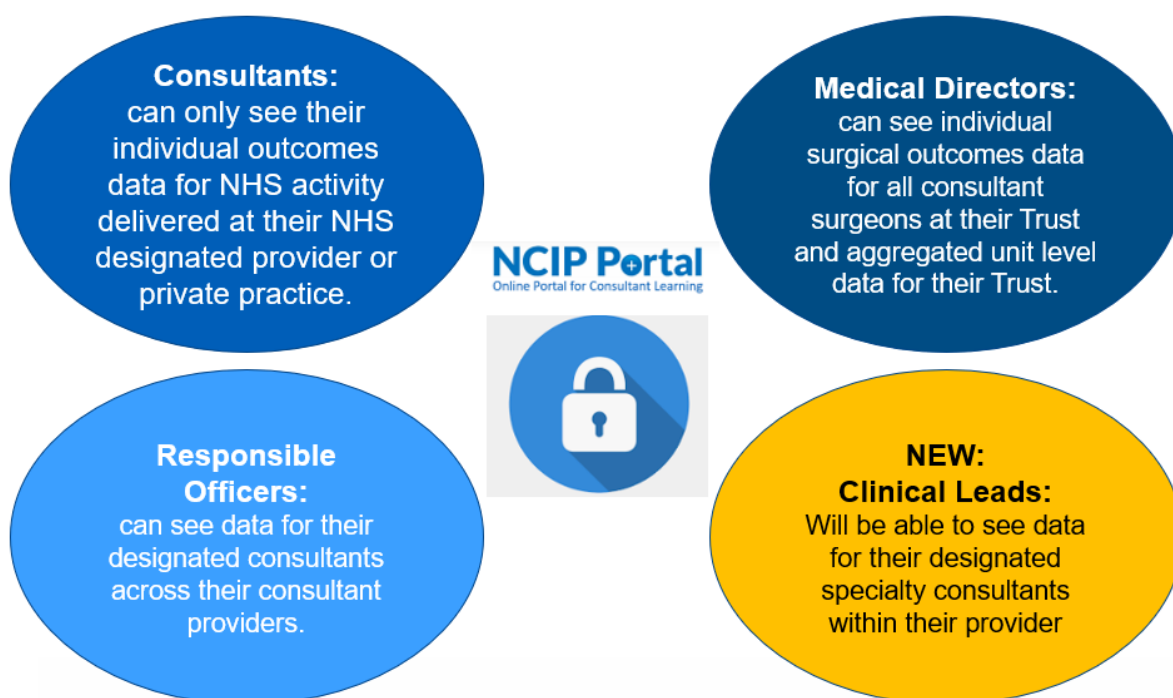 Consultants:
can only see their
individual outcomes
data for NHS activity
delivered at their NHS
designated provider or
private practice.
Medical Directors:
can see individual
surgical outcomes data
for all consultant
surgeons at their Trust
and aggregated unit level
data for their Trust.
NCIP Portal
Online Portal for Consultant Learning
Responsible
Officers:
can see data for their
designated consultants
across their consultant
providers.
NEW:
Clinical Leads:
Will be able to see data
for their designated
specialty consultants
within their provider